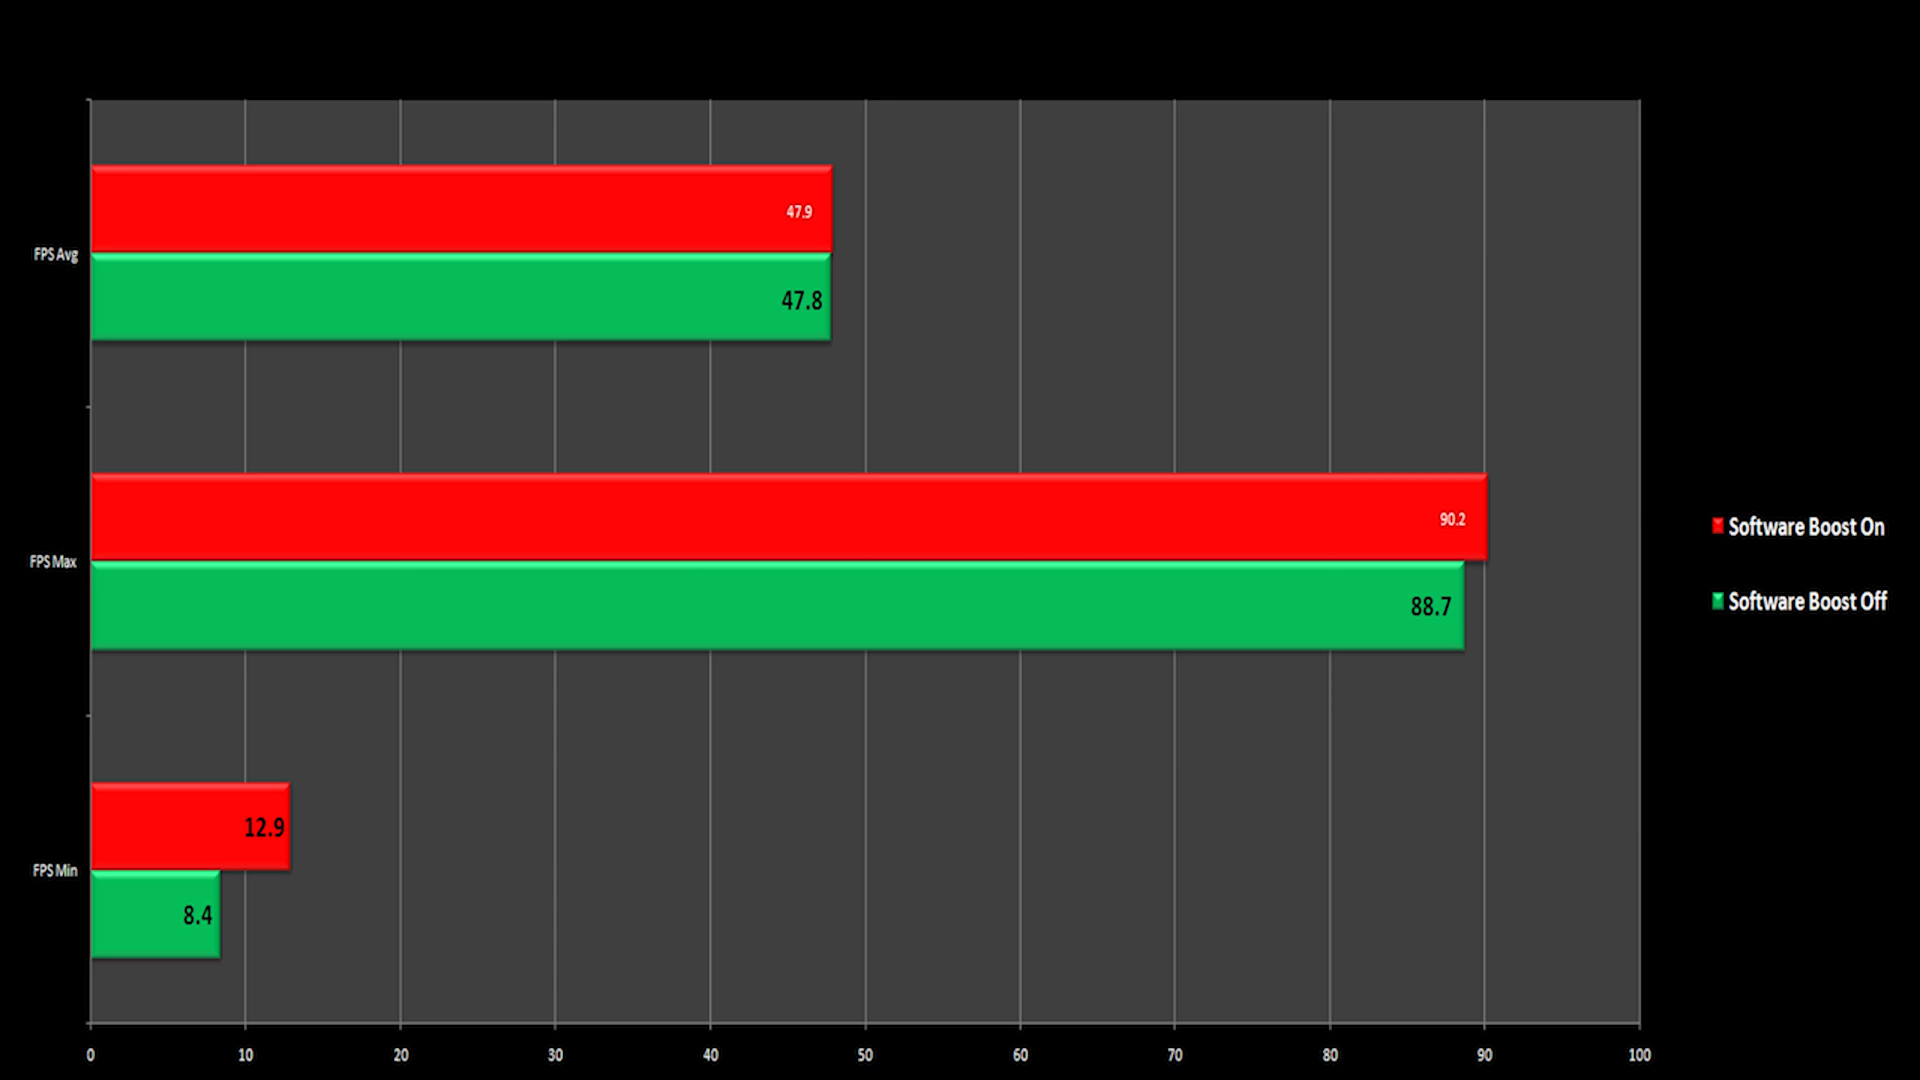 47.9
FPS Avg
47.8
90.2
FPS Max
88.7
Software Boost On
Software Boost Off
12.9
FPS Min
8.4
0 10 20 30 40 50 60 70 80 90 100